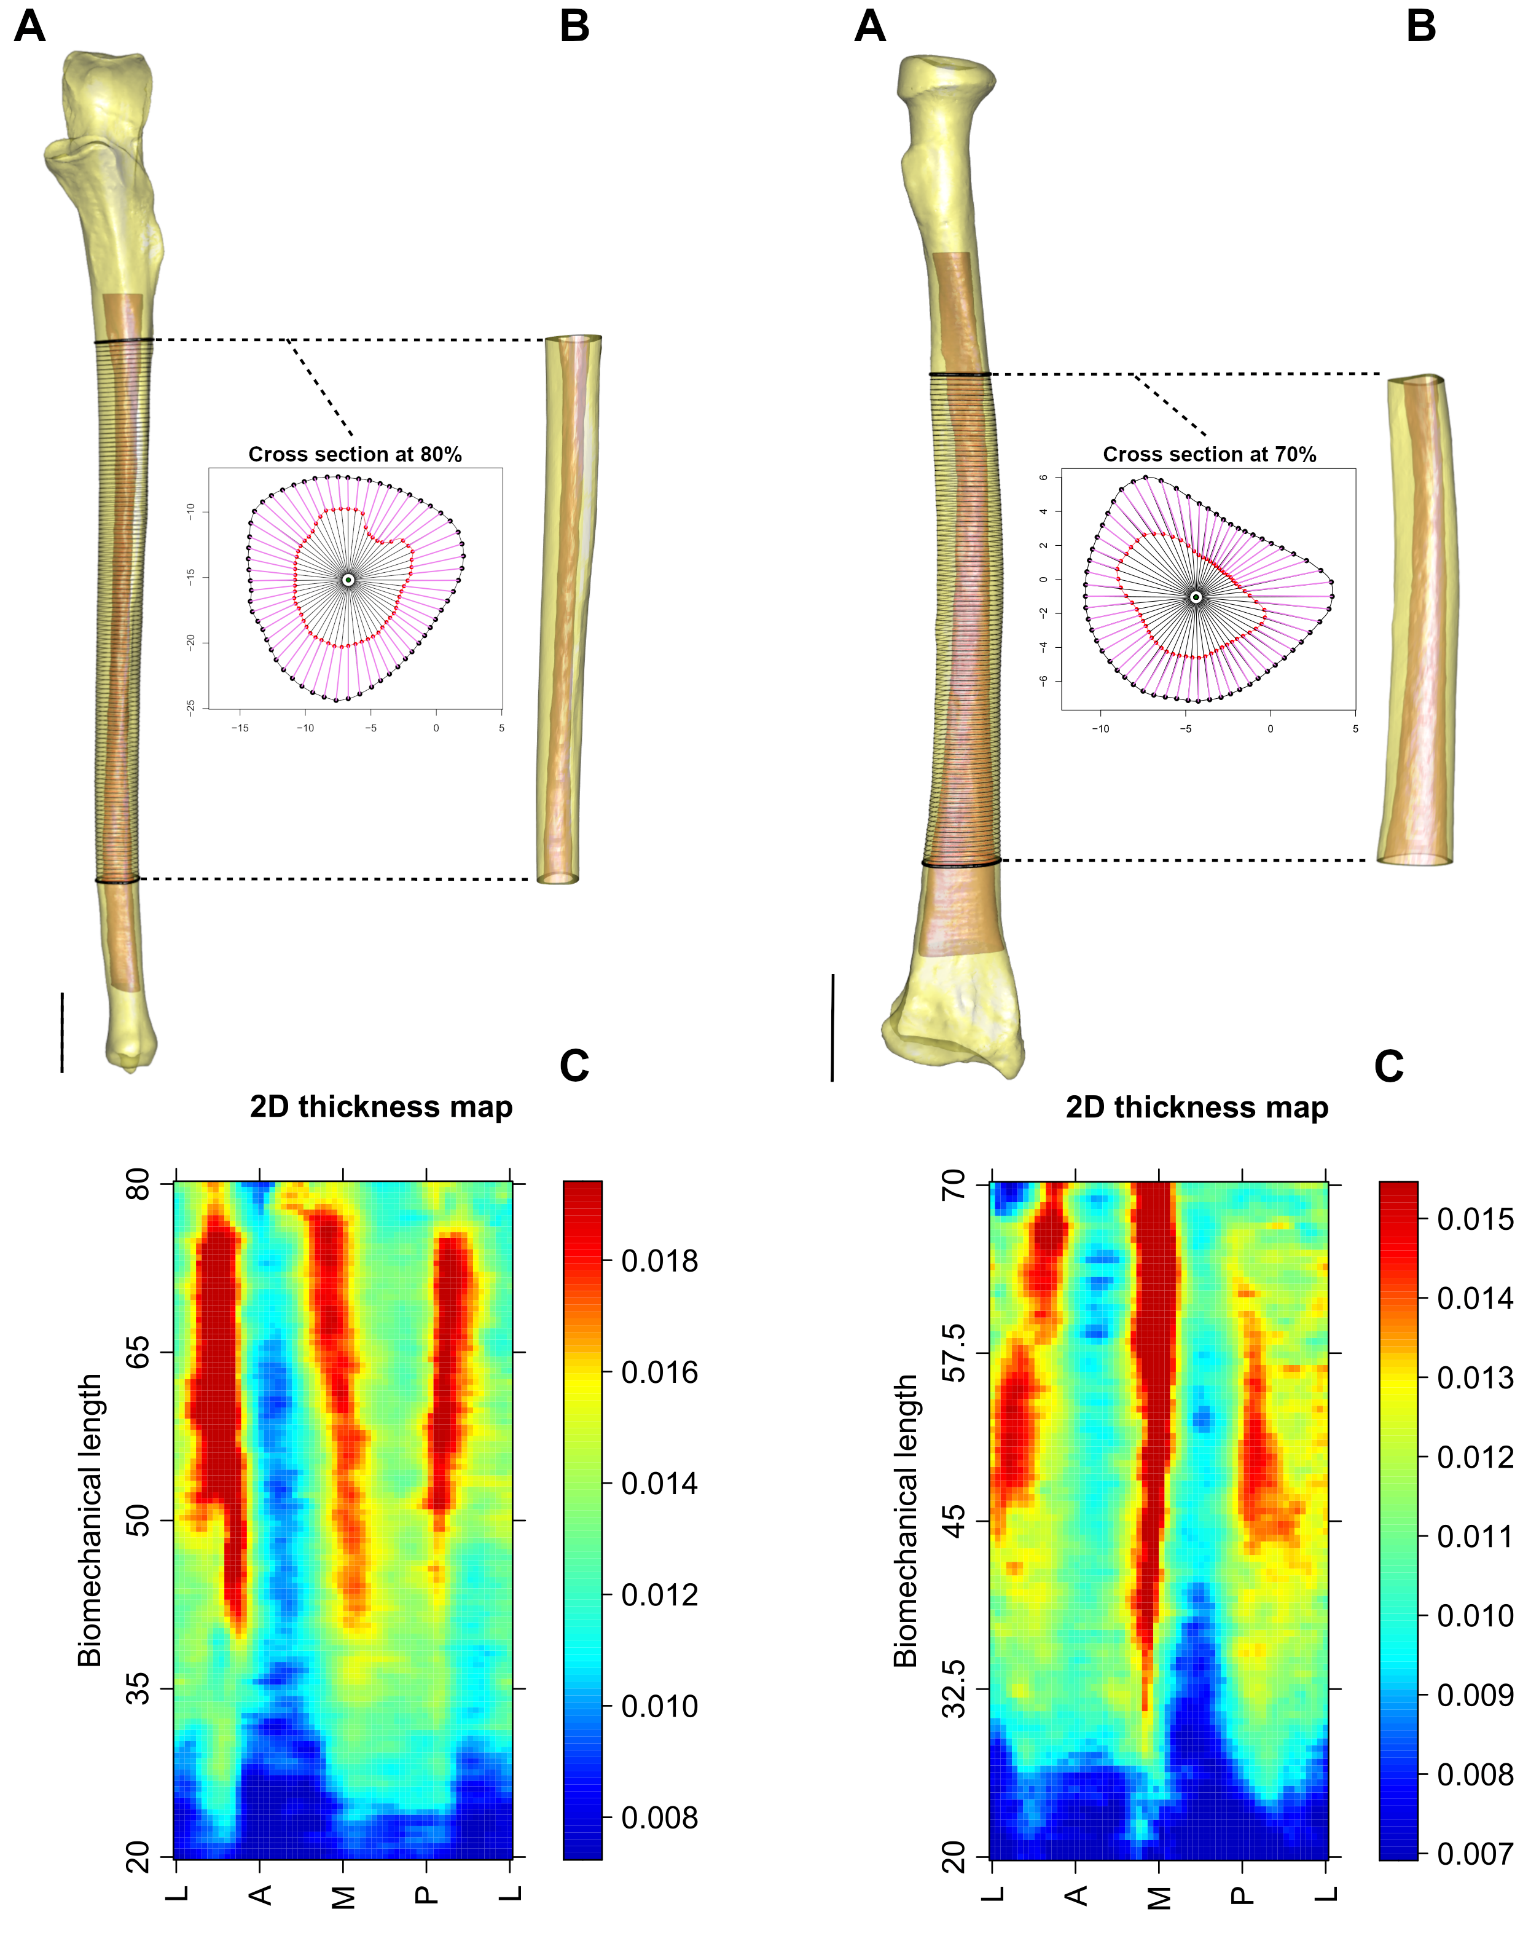 A
B
A
B
Cross section at 80%
−10
−15
−20
−25
−15
−10
−5
0
5
Cross section at 70%
6
4
2
0
−2
−4
−6
−10
−5
0
5
C
2D thickness map
Biomechanical length
80
65
50
35
20
L
A
M
P
L
0.018
0.016
0.014
0.012
0.010
0.008
C
2D thickness map
Biomechanical length
70
57.5
45
32.5
20
L
A
M
P
L
0.015
0.014
0.013
0.012
0.011
0.010
0.009
0.008
0.007